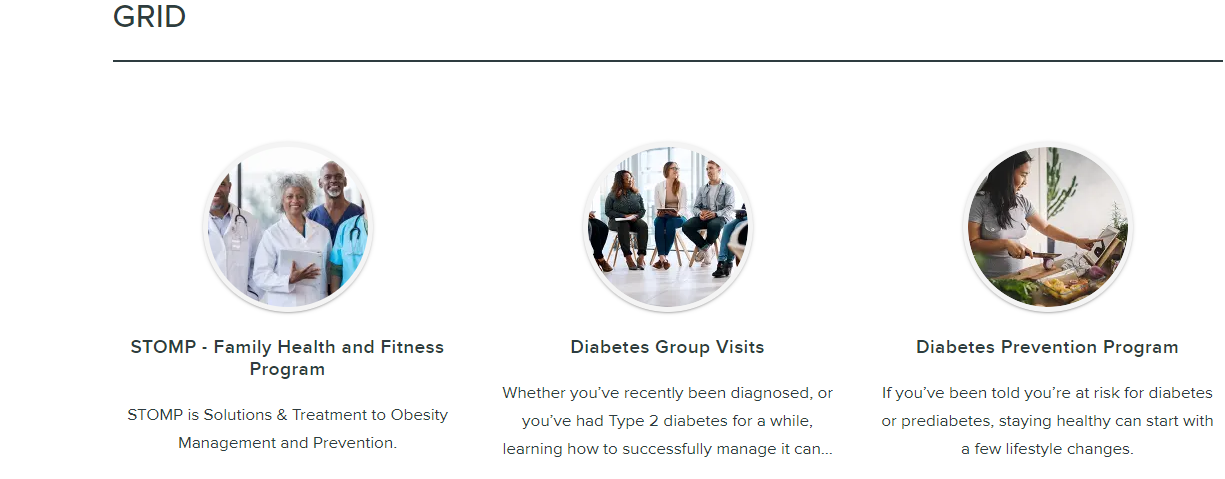 GRID
STOMP - Family Health and Fitness
Program
STOMP is Solutions & Treatment to Obesity
Management and Prevention.
Diabetes Group Visits
Whether you’ve recently been diagnosed, or
you’ve had Type 2 diabetes for a while,
learning how to successfully manage it can...
Diabetes Prevention Program
If you’ve been told you’re at risk for diabetes
or prediabetes, staying healthy can start with
a few lifestyle changes.